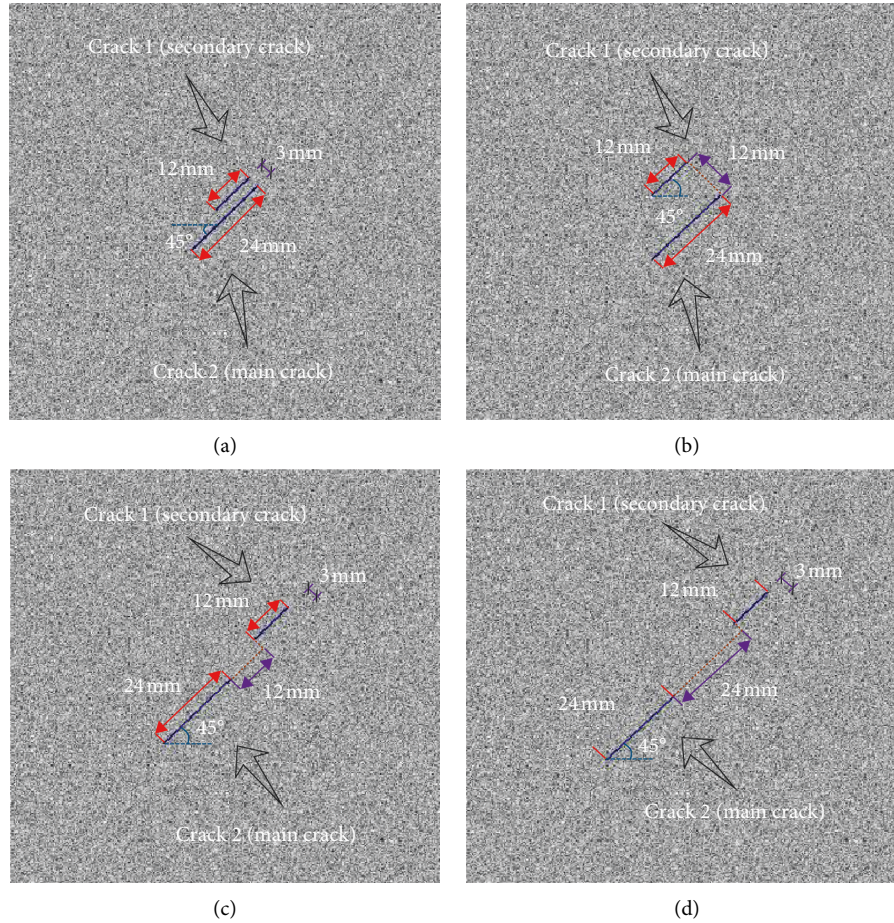 Crack 1 (secondary crack)
3 mm
12 mm
45°
24 mm
Crack 2 (main crack)
(a)
Crack 1 (secondary crack)
12 mm
12 mm
45°
24 mm
Crack 2 (main crack)
(b)
Crack 1 (secondary crack)
3 mm
12 mm
24 mm
12 mm
45°
Crack 2 (main crack)
(c)
Crack 1 (secondary crack)
3 mm
12 mm
24 mm
24 mm
45°
Crack 2 (main crack)
(d)